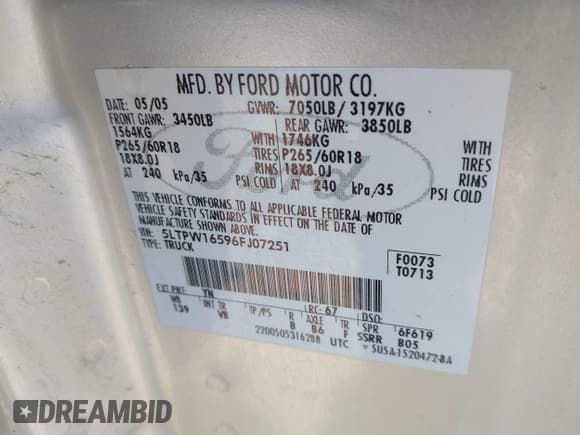 MFD. BY FORD MOTOR CO.
DATE: 05/05 GVWR: 7050LB/ 3197KG
FRONT GAWR: 3450LB REAR GAWR: 3850LB
1564KG WITH 1746KG WITH
P265/60R18 TIRES P265/60R18 TIRES
18X8.0J RIMS 18X8.0J RIMS
AT 240 kPa/35 PSI COLD AT 240 kPa/35 PSI COLD
THIS VEHICLE CONFORMS TO ALL APPLICABLE FEDERAL MOTOR
VEHICLE SAFETY STANDARDS IN EFFECT ON THE DATE OF
MANUFACTURE SHOWN ABOVE.
VIN: 5LTPW16596FJ07251
TYPE: TRUCK
F0073
T0713
EXT PNT: YN RC: 67 DSO:
WB INT TR TP/PS R AXLE TR SPR 6F619
139 VB B B6 F SSRR B05
2200505316280 UTC SU5A-1520472-BA
Ford
DREAMBID